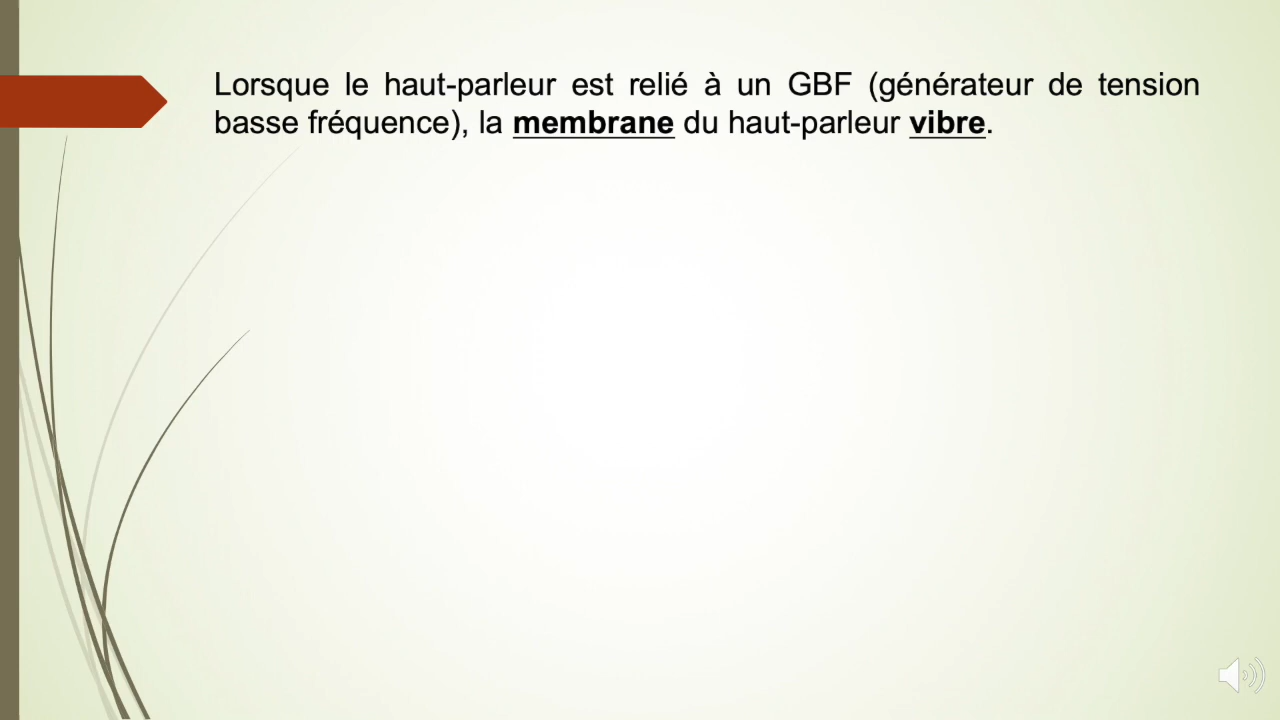 Lorsque le haut-parleur est relié à un GBF (générateur de tension
basse fréquence), la membrane du haut-parleur vibre.